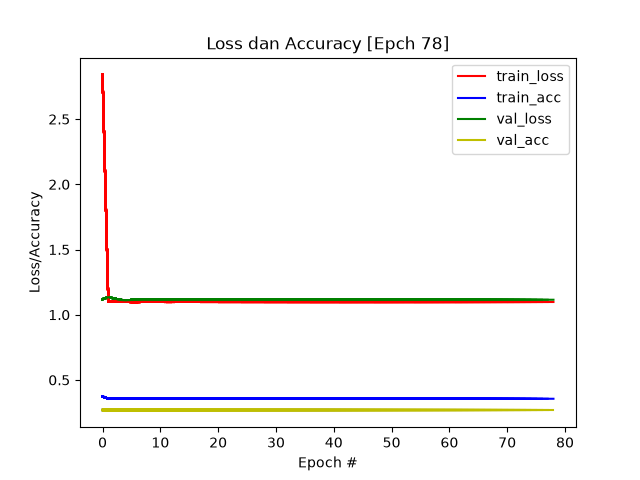 Loss dan Accuracy [Epch 78]
train_loss
train_acc
val_loss
val_acc
2.5
2.0
1.5
1.0
0.5
Loss/Accuracy
0 10 20 30 40 50 60 70 80
Epoch #